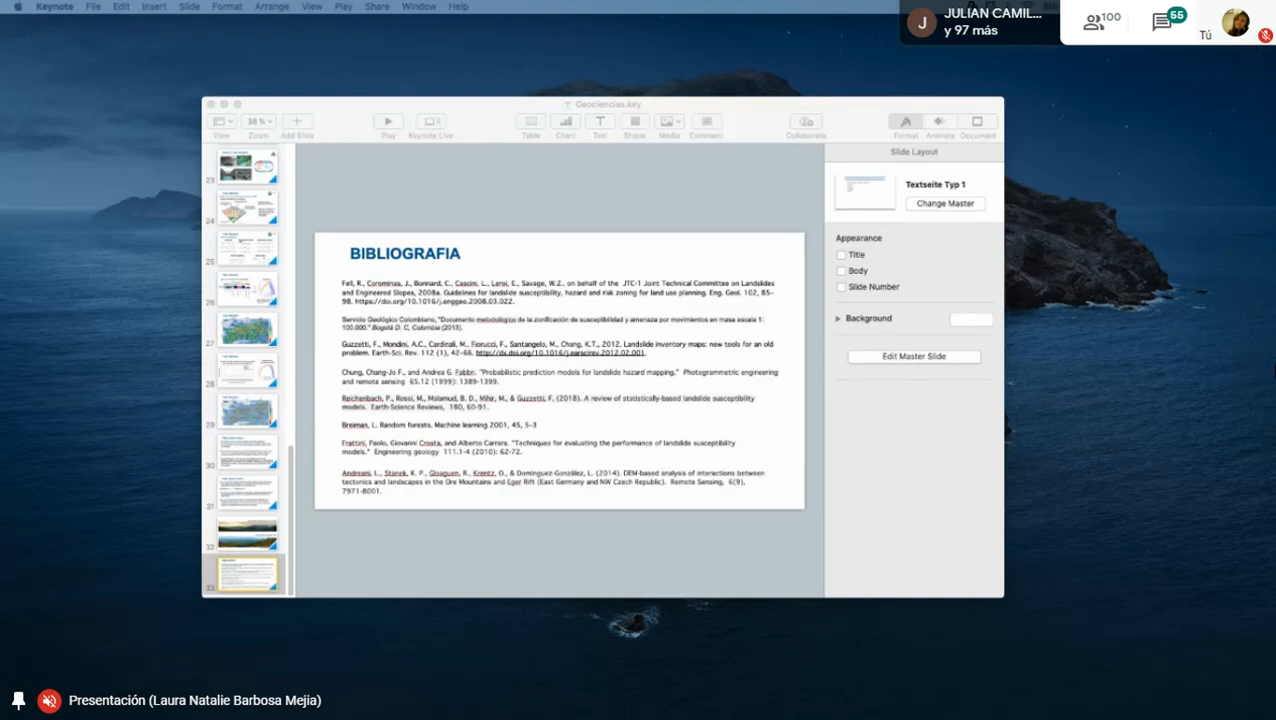 Keynote File Edit Insert Slide Format Arrange View Play Share Window Help
JULIAN CAMIL...
y 97 más
J
100
55
Tú
Geociencias.key
38 %
View Zoom Add Slide Play Keynote Live Table Chart Text Shape Media Comment Collaborate Format Animate Document
Slide Layout
Textseite Typ 1
Change Master
Appearance
Title
Body
Slide Number
Background
Edit Master Slide
23
24
25
26
27
28
29
30
31
32
33
BIBLIOGRAFIA
Fell, R., Corominas, J., Bonnard, C., Cascini, L., Leroi, E., Savage, W.Z., on behalf of the JTC-1 Joint Technical Committee on Landslides
and Engineered Slopes, 2008a. Guidelines for landslide susceptibility, hazard and risk zoning for land use planning. Eng. Geol. 102, 85-
98. https://doi.org/10.1016/j.enggeo.2008.03.022.
Servicio Geológico Colombiano, "Documento metodológico de la zonificación de susceptibilidad y amenaza por movimientos en masa escala 1:
100.000." Bogotá D. C, Colombia (2013).
Guzzetti, F., Mondini, A.C., Cardinali, M., Fiorucci, F., Santangelo, M., Chang, K.T., 2012. Landslide inventory maps: new tools for an old
problem. Earth-Sci. Rev. 112 (1), 42–66. http://dx.doi.org/10.1016/j.earscirev.2012.02.001.
Chung, Chang-Jo F., and Andrea G. Fabbri. "Probabilistic prediction models for landslide hazard mapping." Photogrammetric engineering
and remote sensing 65.12 (1999): 1389-1399.
Reichenbach, P., Rossi, M., Malamud, B. D., Mihir, M., & Guzzetti, F. (2018). A review of statistically-based landslide susceptibility
models. Earth-Science Reviews, 180, 60-91.
Breiman, L. Random forests. Machine learning 2001, 45, 5–3
Frattini, Paolo, Giovanni Crosta, and Alberto Carrara. "Techniques for evaluating the performance of landslide susceptibility
models." Engineering geology 111.1-4 (2010): 62-72.
Andreani, L., Stanek, K. P., Gloaguen, R., Krentz, O., & Domínguez-González, L. (2014). DEM-based analysis of interactions between
tectonics and landscapes in the Ore Mountains and Eger Rift (East Germany and NW Czech Republic). Remote Sensing, 6(9),
7971-8001.
Presentación (Laura Natalie Barbosa Mejia)